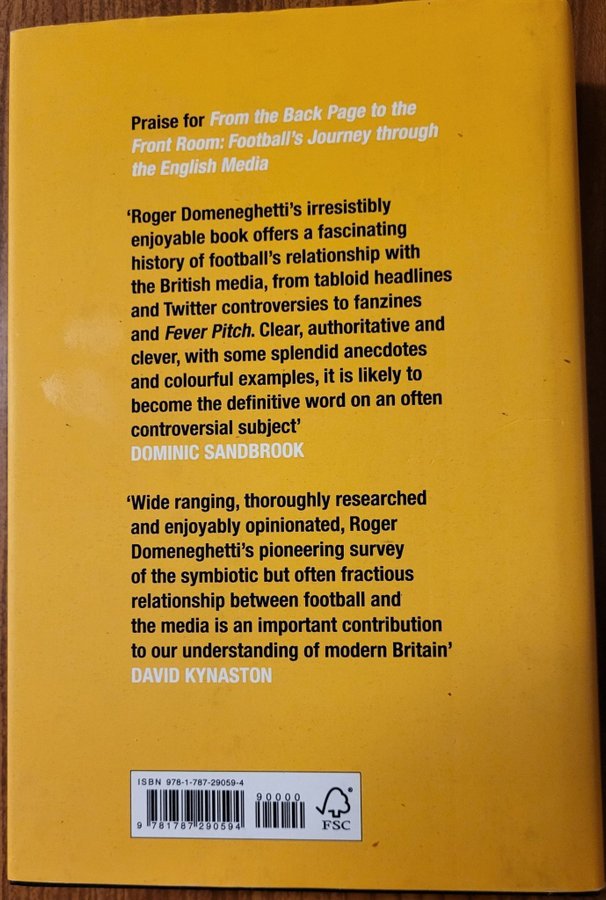 Praise for From the Back Page to the
Front Room: Football's Journey through
the English Media
'Roger Domeneghetti's irresistibly
enjoyable book offers a fascinating
history of football's relationship with
the British media, from tabloid headlines
and Twitter controversies to fanzines
and Fever Pitch. Clear, authoritative and
clever, with some splendid anecdotes
and colourful examples, it is likely to
become the definitive word on an often
controversial subject'
DOMINIC SANDBROOK
'Wide ranging, thoroughly researched
and enjoyably opinionated, Roger
Domeneghetti's pioneering survey
of the symbiotic but often fractious
relationship between football and
the media is an important contribution
to our understanding of modern Britain'
DAVID KYNASTON
ISBN 978-1-787-29059-4
90000
9 781787 290594
FSC®